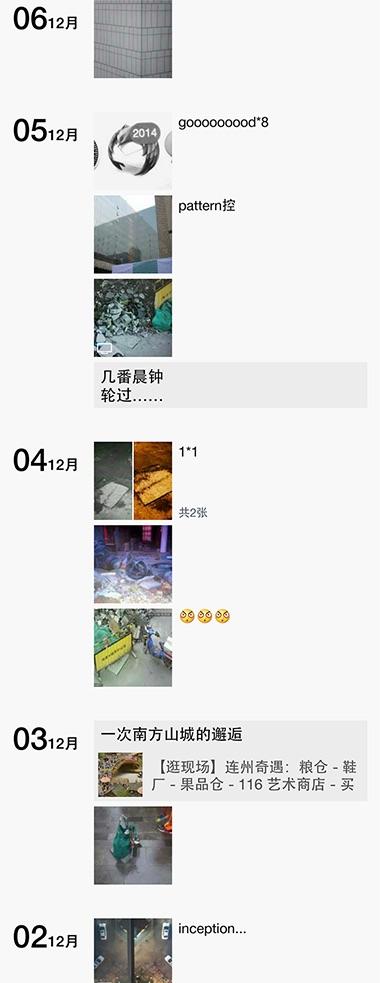 06 12月
05 12月
2014
gooooooood*8
pattern控
几番晨钟
轮过……
04 12月
1*1
共2张
03 12月
一次南方山城的邂逅
【逛现场】连州奇遇：粮仓 - 鞋
厂 - 果品仓 - 116 艺术商店 - 买
02 12月
inception...